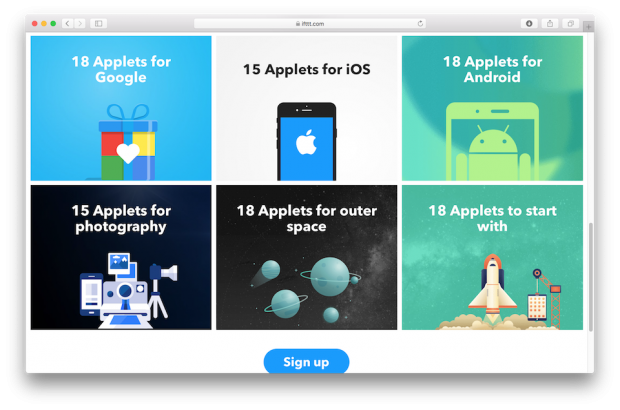 ifttt.com
18 Applets for
Google
15 Applets for iOS
18 Applets for
Android
15 Applets for
photography
18 Applets for outer
space
18 Applets to start
with
Sign up